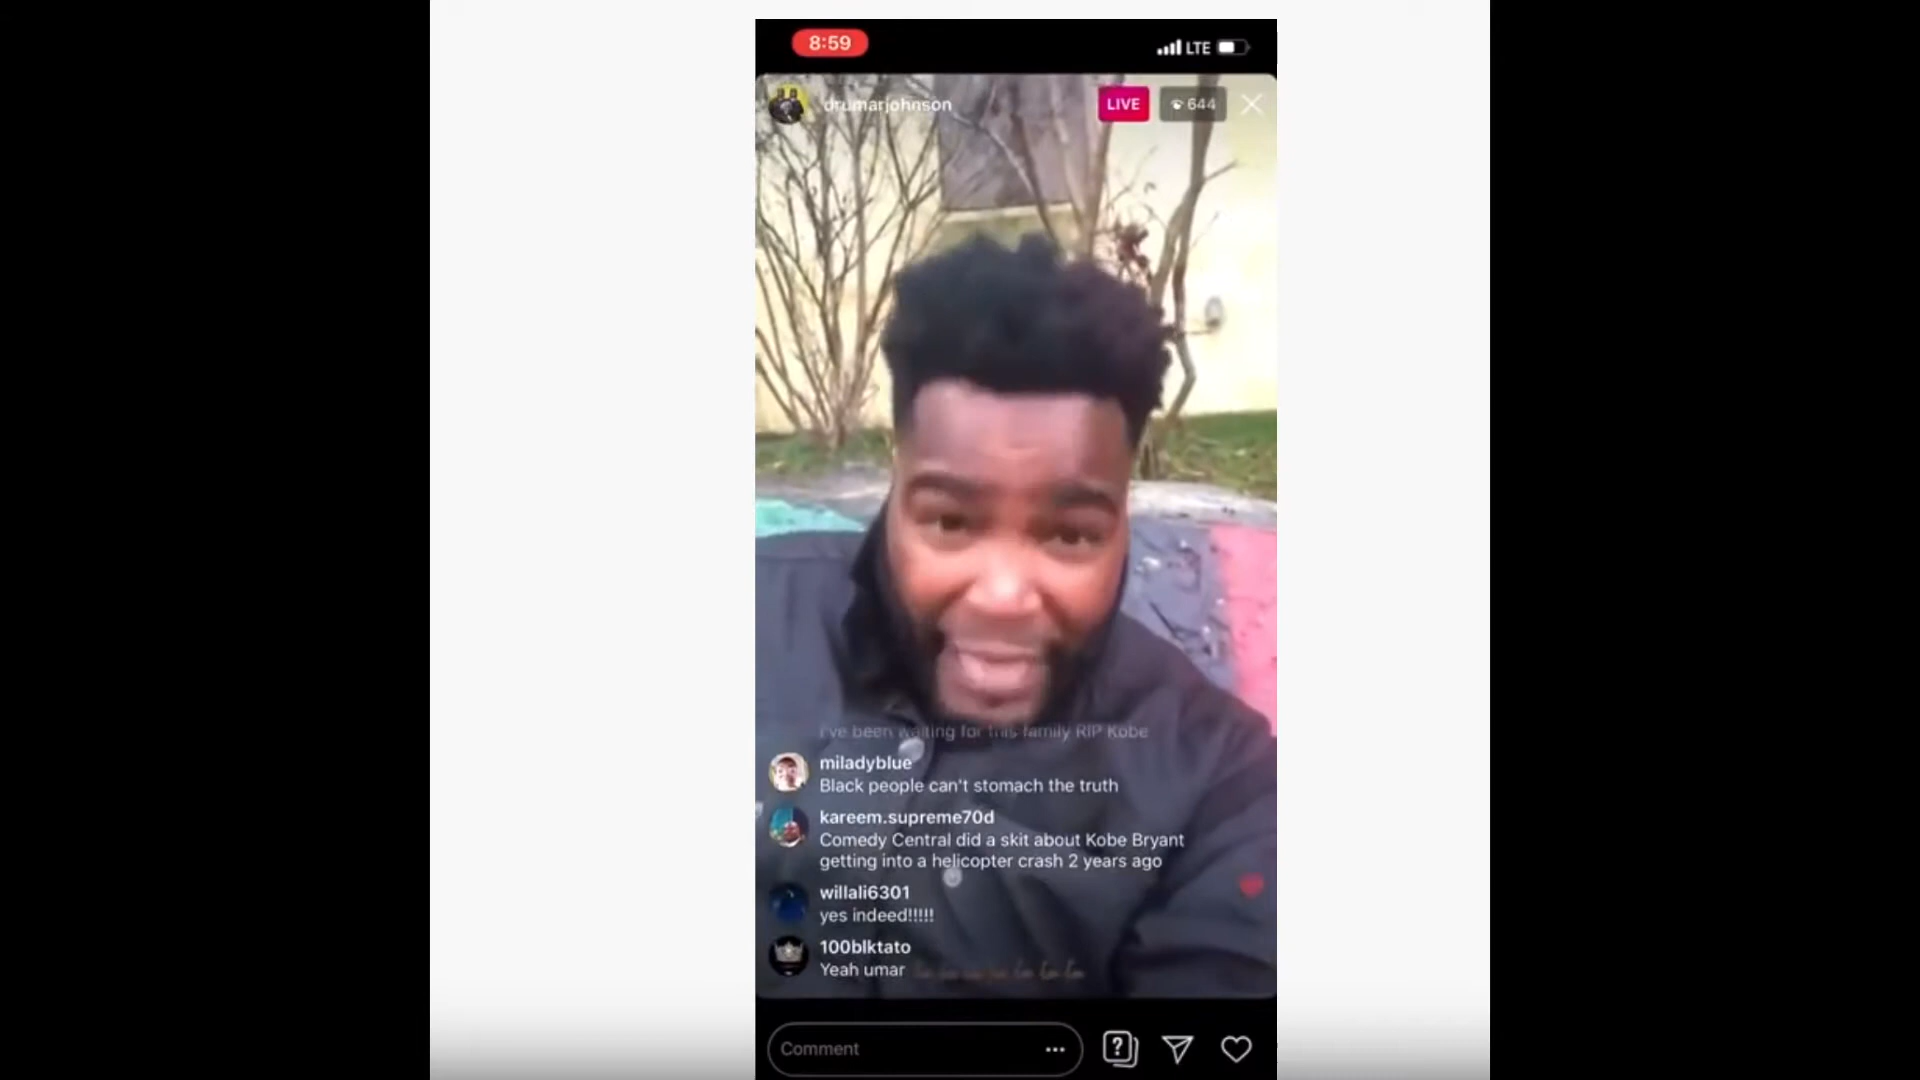 8:59
LTE
drumarjohnson
LIVE
644
I've been waiting for this family RIP Kobe
miladyblue
Black people can't stomach the truth
kareem.supreme70d
Comedy Central did a skit about Kobe Bryant
getting into a helicopter crash 2 years ago
willali6301
yes indeed!!!!!
100blktato
Yeah umar
Comment